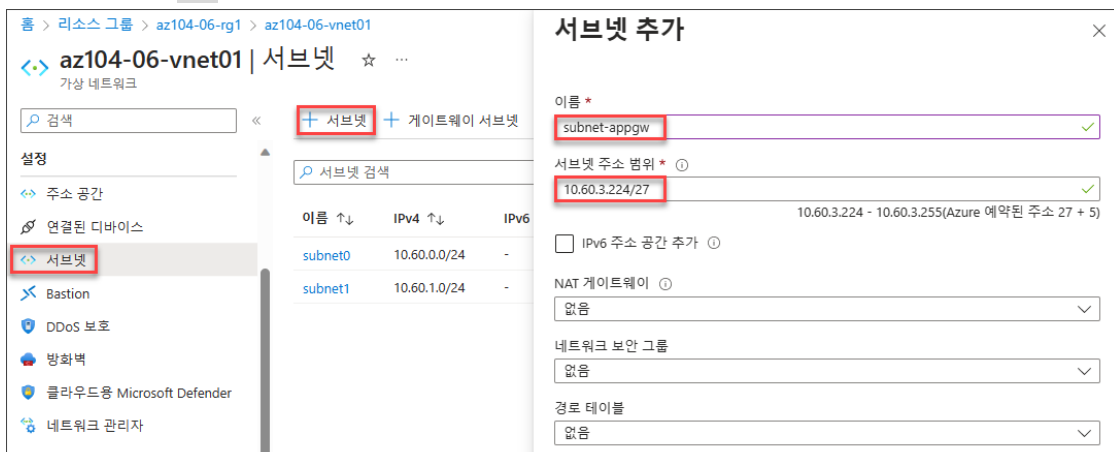 홈 > 리소스 그룹 > az104-06-rg1 > az104-06-vnet01
az104-06-vnet01 | 서브넷 ☆ ...
가상 네트워크
검색
«
설정
주소 공간
연결된 디바이스
서브넷
Bastion
DDoS 보호
방화벽
클라우드용 Microsoft Defender
네트워크 관리자
+ 서브넷 + 게이트웨이 서브넷
서브넷 검색
이름 ↑↓ IPv4 ↑↓ IPv6
subnet0 10.60.0.0/24 -
subnet1 10.60.1.0/24 -
서브넷 추가
이름 *
subnet-appgw
서브넷 주소 범위 *
10.60.3.224/27
10.60.3.224 - 10.60.3.255(Azure 예약된 주소 27 + 5)
IPv6 주소 공간 추가
NAT 게이트웨이
없음
네트워크 보안 그룹
없음
경로 테이블
없음